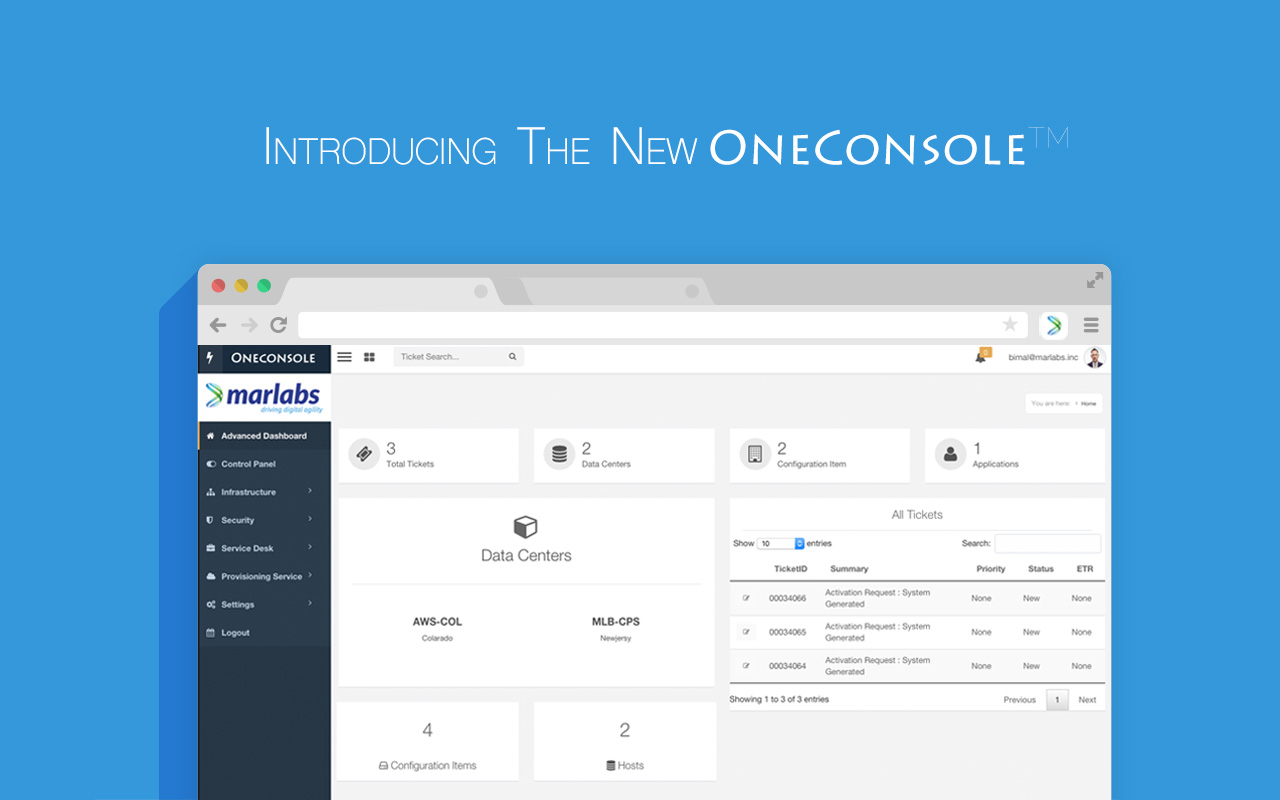 Introducing The New OneConsole™
Oneconsole
Ticket Search...
0
bimal@marlabs.inc
marlabs
driving digital agility
You are here: › Home
Advanced Dashboard
Control Panel
Infrastructure
Security
Service Desk
Provisioning Service
Settings
Logout
3
Total Tickets
2
Data Centers
2
Configuration Item
1
Applications
Data Centers
AWS-COL
Colarado
MLB-CPS
Newjersy
4
Configuration Items
2
Hosts
All Tickets
Show 10 entries
Search:
TicketID Summary Priority Status ETR
00034066 Activation Request : System Generated None New None
00034065 Activation Request : System Generated None New None
00034064 Activation Request : System Generated None New None
Showing 1 to 3 of 3 entries
Previous 1 Next